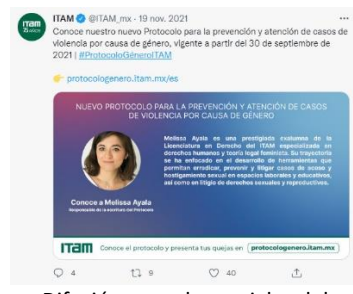 ITAM @ITAM_mx · 19 nov. 2021
Conoce nuestro nuevo Protocolo para la prevención y atención de casos de
violencia por causa de género, vigente a partir del 30 de septiembre de
2021 | #ProtocoloGéneroITAM
👉 protocologenero.itam.mx/es
NUEVO PROTOCOLO PARA LA PREVENCIÓN Y ATENCIÓN DE CASOS
DE VIOLENCIA POR CAUSA DE GÉNERO
Melissa Ayala es una prestigiada exalumna de la
Licenciatura en Derecho del ITAM especializada en
derechos humanos y teoría legal feminista. Su trayectoria
se ha enfocado en el desarrollo de herramientas que
permitan erradicar, prevenir y litigar casos de acoso y
hostigamiento sexual en espacios laborales y educativos,
así como en litigio de derechos sexuales y reproductivos.
Conoce a Melissa Ayala
Responsable de la escritura del Protocolo
ITAM Conoce el protocolo y presenta tus quejas en protocologenero.itam.mx
4 9 40